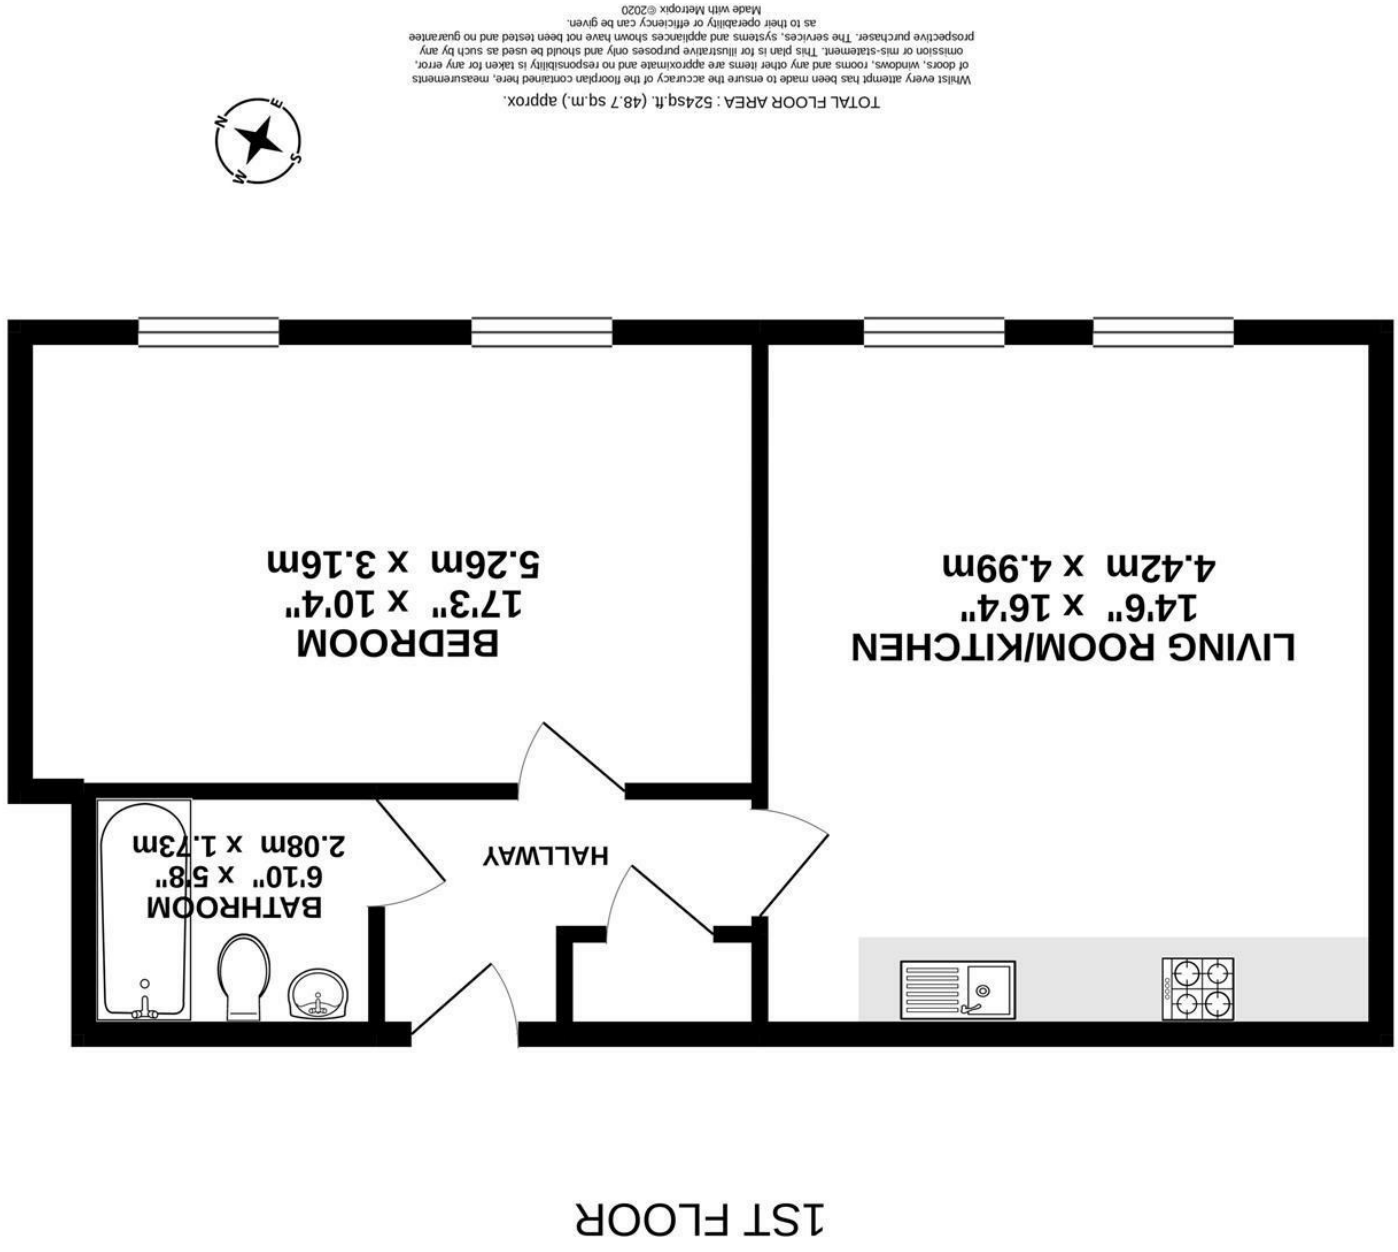 1ST FLOOR
LIVING ROOM/KITCHEN
14'6" x 16'4"
4.42m x 4.99m
BEDROOM
17'3" x 10'4"
5.26m x 3.16m
HALLWAY
BATHROOM
6'10" x 5'8"
2.08m x 1.73m
N
E
S
W
TOTAL FLOOR AREA : 524sq.ft. (48.7 sq.m.) approx.
Whilst every attempt has been made to ensure the accuracy of the floorplan contained here, measurements
of doors, windows, rooms and any other items are approximate and no responsibility is taken for any error,
omission or mis-statement. This plan is for illustrative purposes only and should be used as such by any
prospective purchaser. The services, systems and appliances shown have not been tested and no guarantee
as to their operability or efficiency can be given.
Made with Metropix ©2020